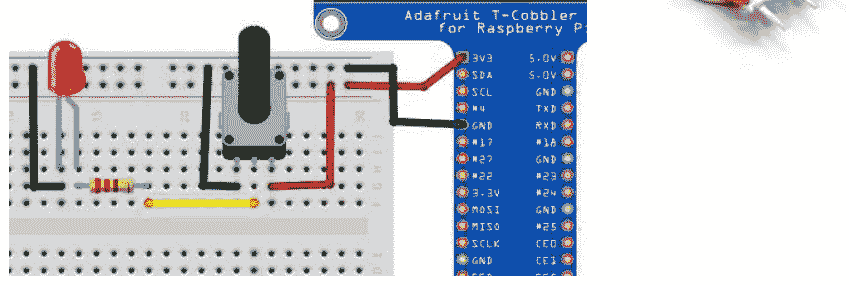 Adafruit T-Cobbler
for Raspberry P
3V3 5.0V
SDA 5.0V
SCL GND
#4 TXD
GND RXD
#17 #18
#27 GND
#22 #23
3.3V #24
MOSI GND
MISO #25
SCLK CE0
GND CE1